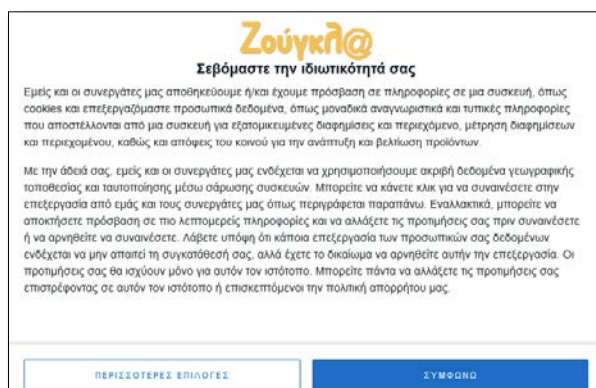 Ζούγκλ@
Σεβόμαστε την ιδιωτικότητά σας
Εμείς και οι συνεργάτες μας αποθηκεύουμε ή/και έχουμε πρόσβαση σε πληροφορίες σε μια συσκευή, όπως
cookies και επεξεργαζόμαστε προσωπικά δεδομένα, όπως μοναδικά αναγνωριστικά και τυπικές πληροφορίες
που αποστέλλονται από μια συσκευή για εξατομικευμένες διαφημίσεις και περιεχόμενο, μέτρηση διαφημίσεων
και περιεχομένου, καθώς και απόψεις του κοινού για την ανάπτυξη και βελτίωση προϊόντων.
Με την άδειά σας, εμείς και οι συνεργάτες μας ενδέχεται να χρησιμοποιήσουμε ακριβή δεδομένα γεωγραφικής
τοποθεσίας και ταυτοποίησης μέσω σάρωσης συσκευών. Μπορείτε να κάνετε κλικ για να συναινέσετε στην
επεξεργασία από εμάς και τους συνεργάτες μας όπως περιγράφεται παραπάνω. Εναλλακτικά, μπορείτε να
αποκτήσετε πρόσβαση σε πιο λεπτομερείς πληροφορίες και να αλλάξετε τις προτιμήσεις σας πριν συναινέσετε
ή να αρνηθείτε να συναινέσετε. Λάβετε υπόψη ότι κάποια επεξεργασία των προσωπικών σας δεδομένων
ενδέχεται να μην απαιτεί τη συγκατάθεσή σας, αλλά έχετε το δικαίωμα να αρνηθείτε αυτήν την επεξεργασία. Οι
προτιμήσεις σας θα ισχύουν μόνο για αυτόν τον ιστότοπο. Μπορείτε πάντα να αλλάξετε τις προτιμήσεις σας
επιστρέφοντας σε αυτόν τον ιστότοπο ή επισκεπτόμενοι την πολιτική απορρήτου μας.
ΠΕΡΙΣΣΟΤΕΡΕΣ ΕΠΙΛΟΓΕΣ
ΣΥΜΦΩΝΩ